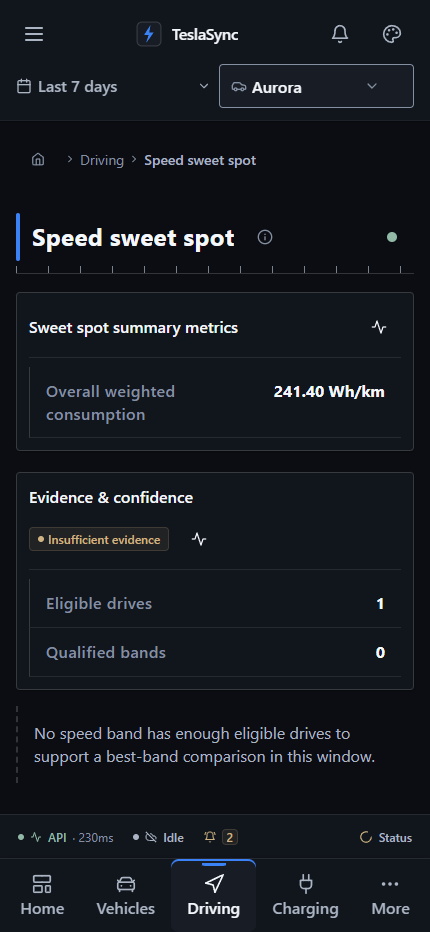 TeslaSync
Last 7 days
Aurora
Driving
Speed sweet spot
Speed sweet spot
Sweet spot summary metrics
Overall weighted
consumption
241.40 Wh/km
Evidence & confidence
Insufficient evidence
Eligible drives
1
Qualified bands
0
No speed band has enough eligible drives to
support a best-band comparison in this window.
API · 230ms
Idle
2
Status
Home
Vehicles
Driving
Charging
More